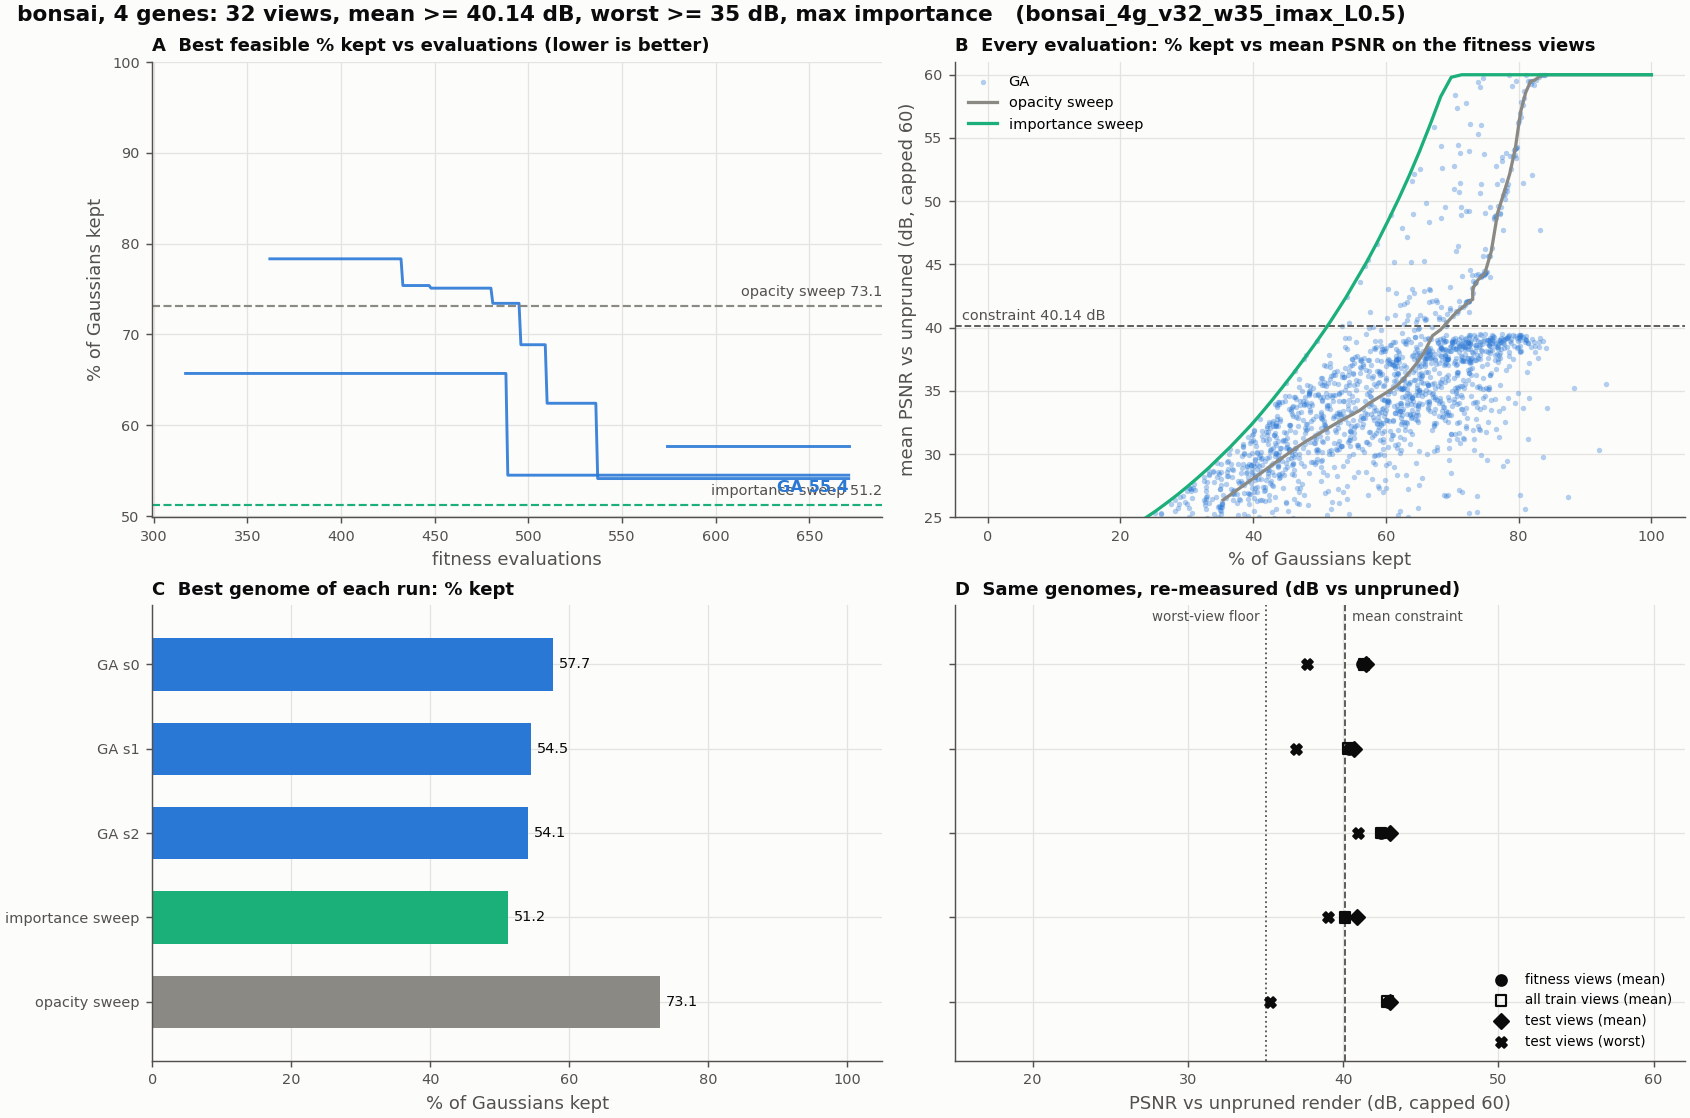 bonsai, 4 genes: 32 views, mean >= 40.14 dB, worst >= 35 dB, max importance (bonsai_4g_v32_w35_imax_L0.5)
A Best feasible % kept vs evaluations (lower is better)
% of Gaussians kept
100
90
80
70
60
50
opacity sweep 73.1
GA 55.4
importance sweep 51.2
300 350 400 450 500 550 600 650
fitness evaluations
B Every evaluation: % kept vs mean PSNR on the fitness views
mean PSNR vs unpruned (dB, capped 60)
60
55
50
45
40
35
30
25
GA
opacity sweep
importance sweep
constraint 40.14 dB
0 20 40 60 80 100
% of Gaussians kept
C Best genome of each run: % kept
GA s0 57.7
GA s1 54.5
GA s2 54.1
importance sweep 51.2
opacity sweep 73.1
0 20 40 60 80 100
% of Gaussians kept
D Same genomes, re-measured (dB vs unpruned)
worst-view floor mean constraint
fitness views (mean)
all train views (mean)
test views (mean)
test views (worst)
20 30 40 50 60
PSNR vs unpruned render (dB, capped 60)